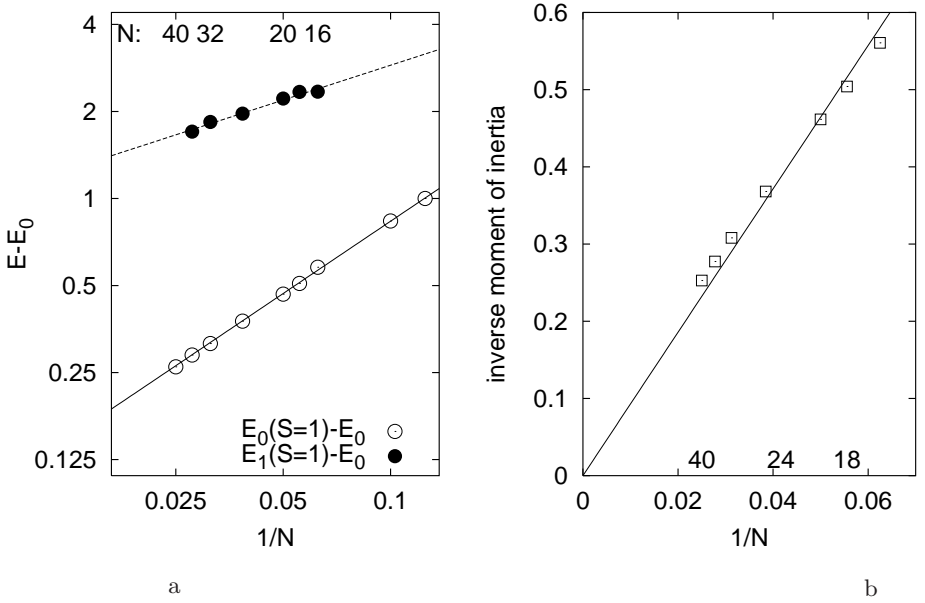 N: 40 32 20 16
4
2
1
0.5
0.25
0.125
E-E0
E0(S=1)-E0
E1(S=1)-E0
0.025 0.05 0.1
1/N
a
0.6
0.5
0.4
0.3
0.2
0.1
0
inverse moment of inertia
40 24 18
0 0.02 0.04 0.06
1/N
b